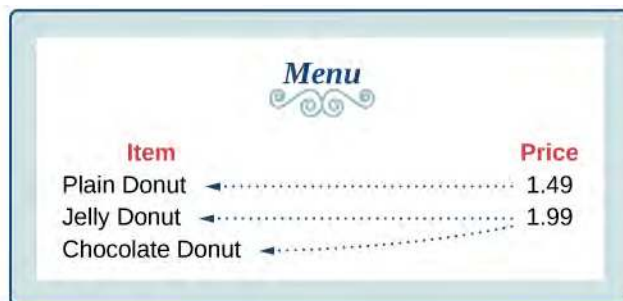 Menu
Item Price
Plain Donut 1.49
Jelly Donut 1.99
Chocolate Donut